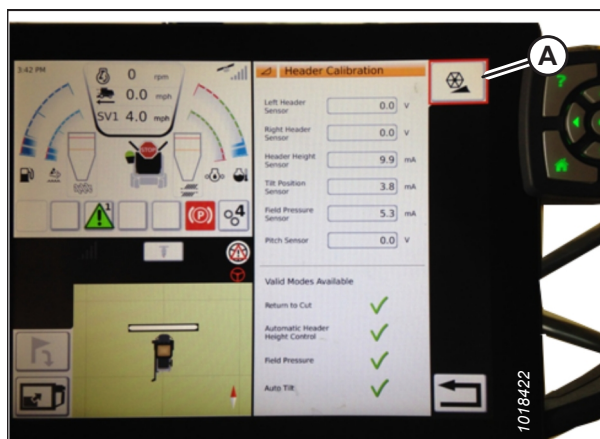 3:42 PM
0 rpm
0.0 mph
SV1 4.0 mph
STOP
1
(P)
4
Header Calibration
Left Header
Sensor
0.0 V
Right Header
Sensor
0.0 V
Header Height
Sensor
9.9 mA
Tilt Position
Sensor
3.8 mA
Field Pressure
Sensor
5.3 mA
Pitch Sensor
0.0 V
Valid Modes Available
Return to Cut
Automatic Header
Height Control
Field Pressure
Auto Tilt
A
?
1018422